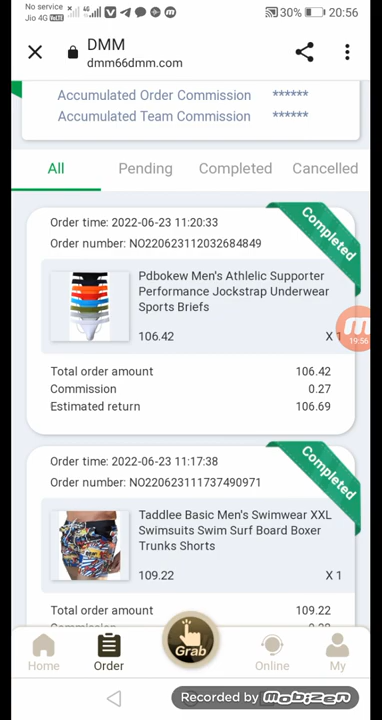 No service
Jio 4G VoLTE
30%
20:56
DMM
dmm66dmm.com
Accumulated Order Commission ******
Accumulated Team Commission ******
All Pending Completed Cancelled
Order time: 2022-06-23 11:20:33
Order number: NO220623112032684849
Completed
Pdbokew Men's Athlelic Supporter
Performance Jockstrap Underwear
Sports Briefs
106.42 X 1
19:56
Total order amount 106.42
Commission 0.27
Estimated return 106.69
Order time: 2022-06-23 11:17:38
Order number: NO220623111737490971
Completed
Taddlee Basic Men's Swimwear XXL
Swimsuits Swim Surf Board Boxer
Trunks Shorts
109.22 X 1
Total order amount 109.22
Grab
Home Order Online My
Recorded by Mobizen